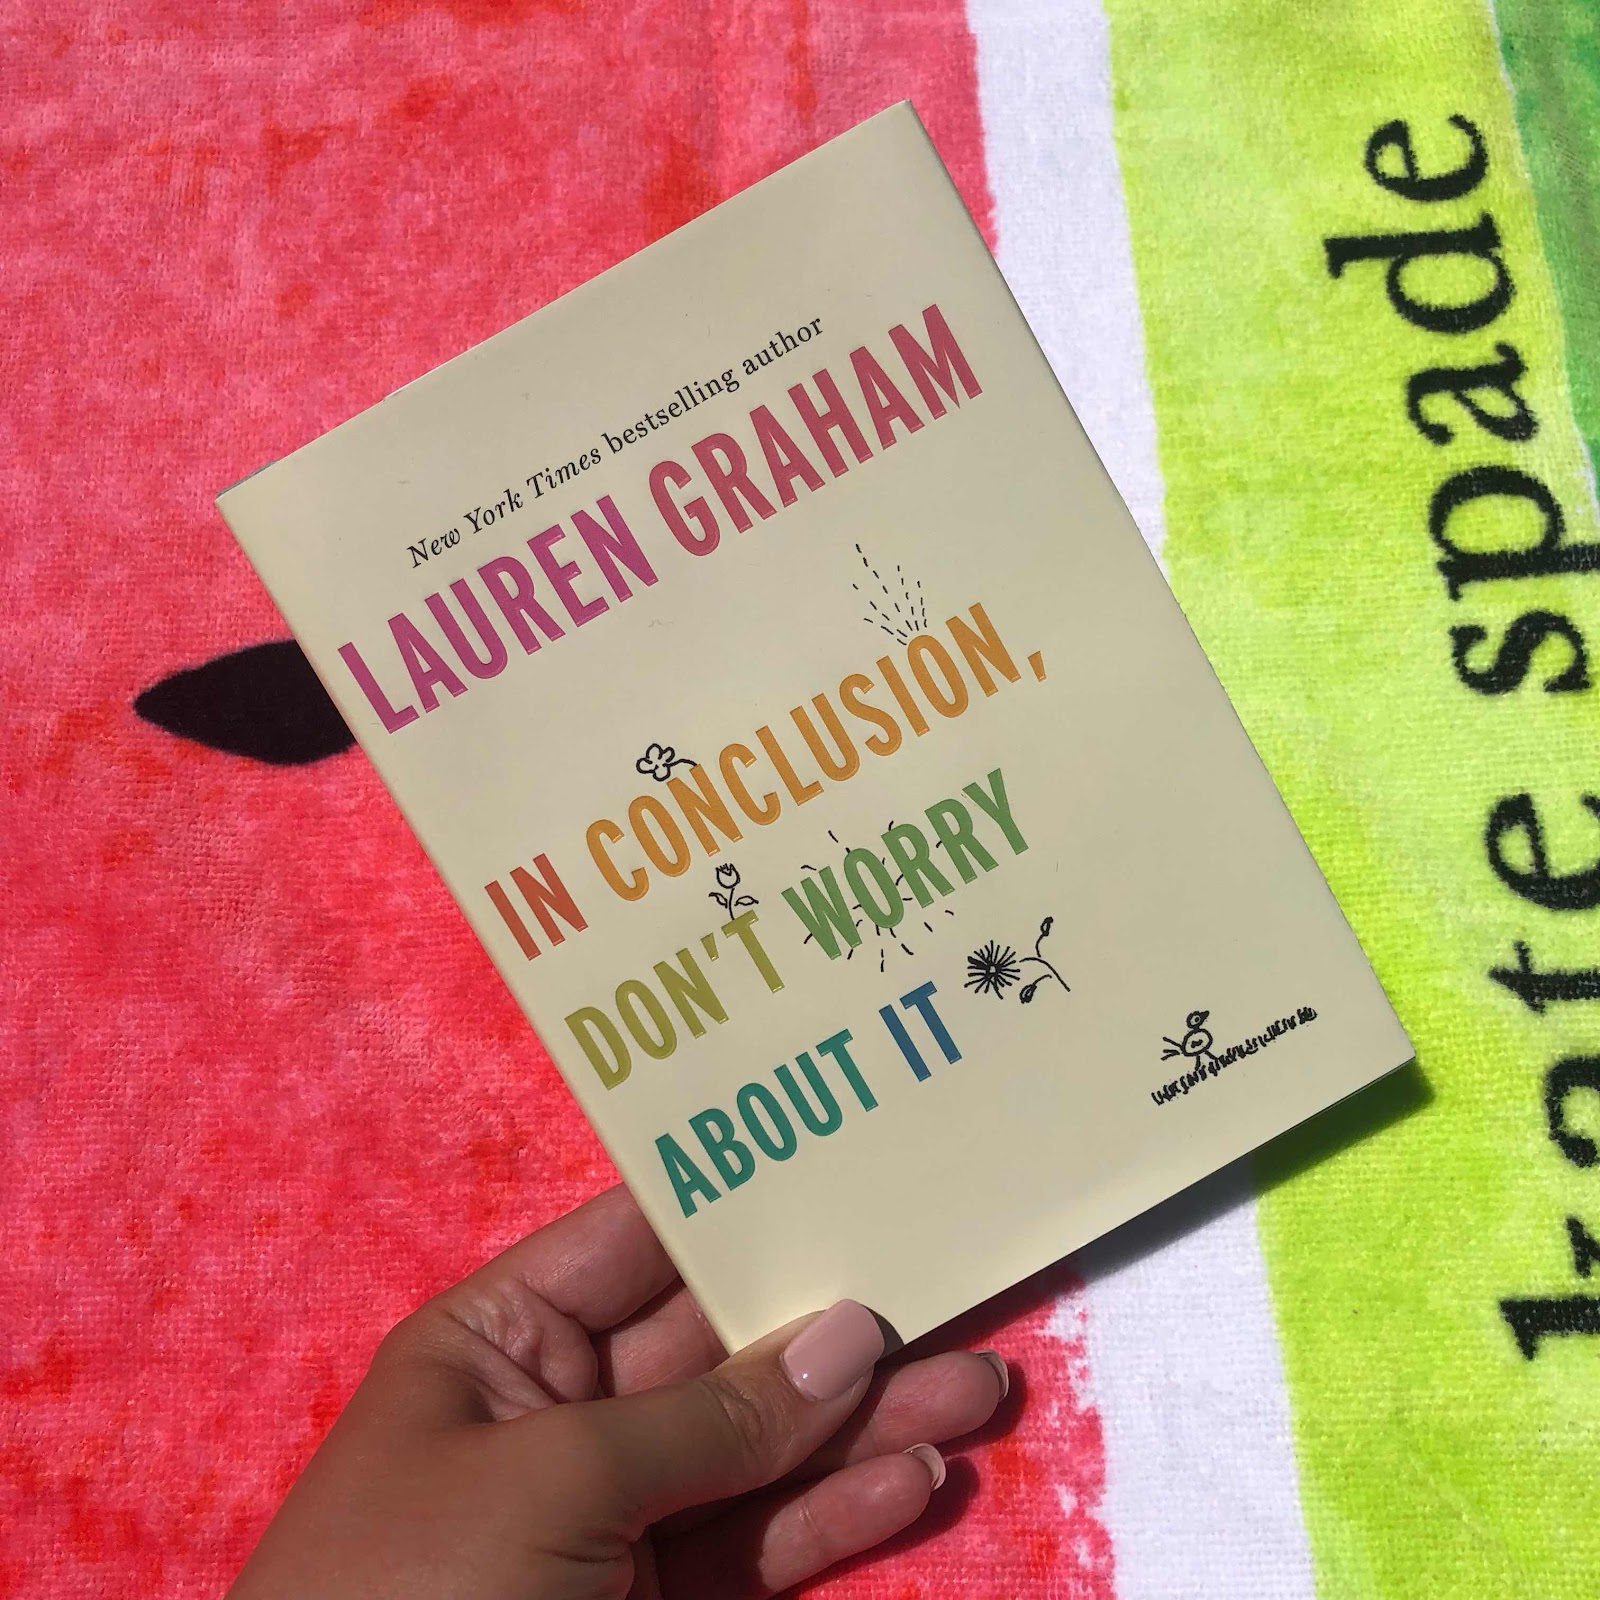 New York Times bestselling author
LAUREN GRAHAM
IN CONCLUSION,
DON'T WORRY
ABOUT IT
kate spade